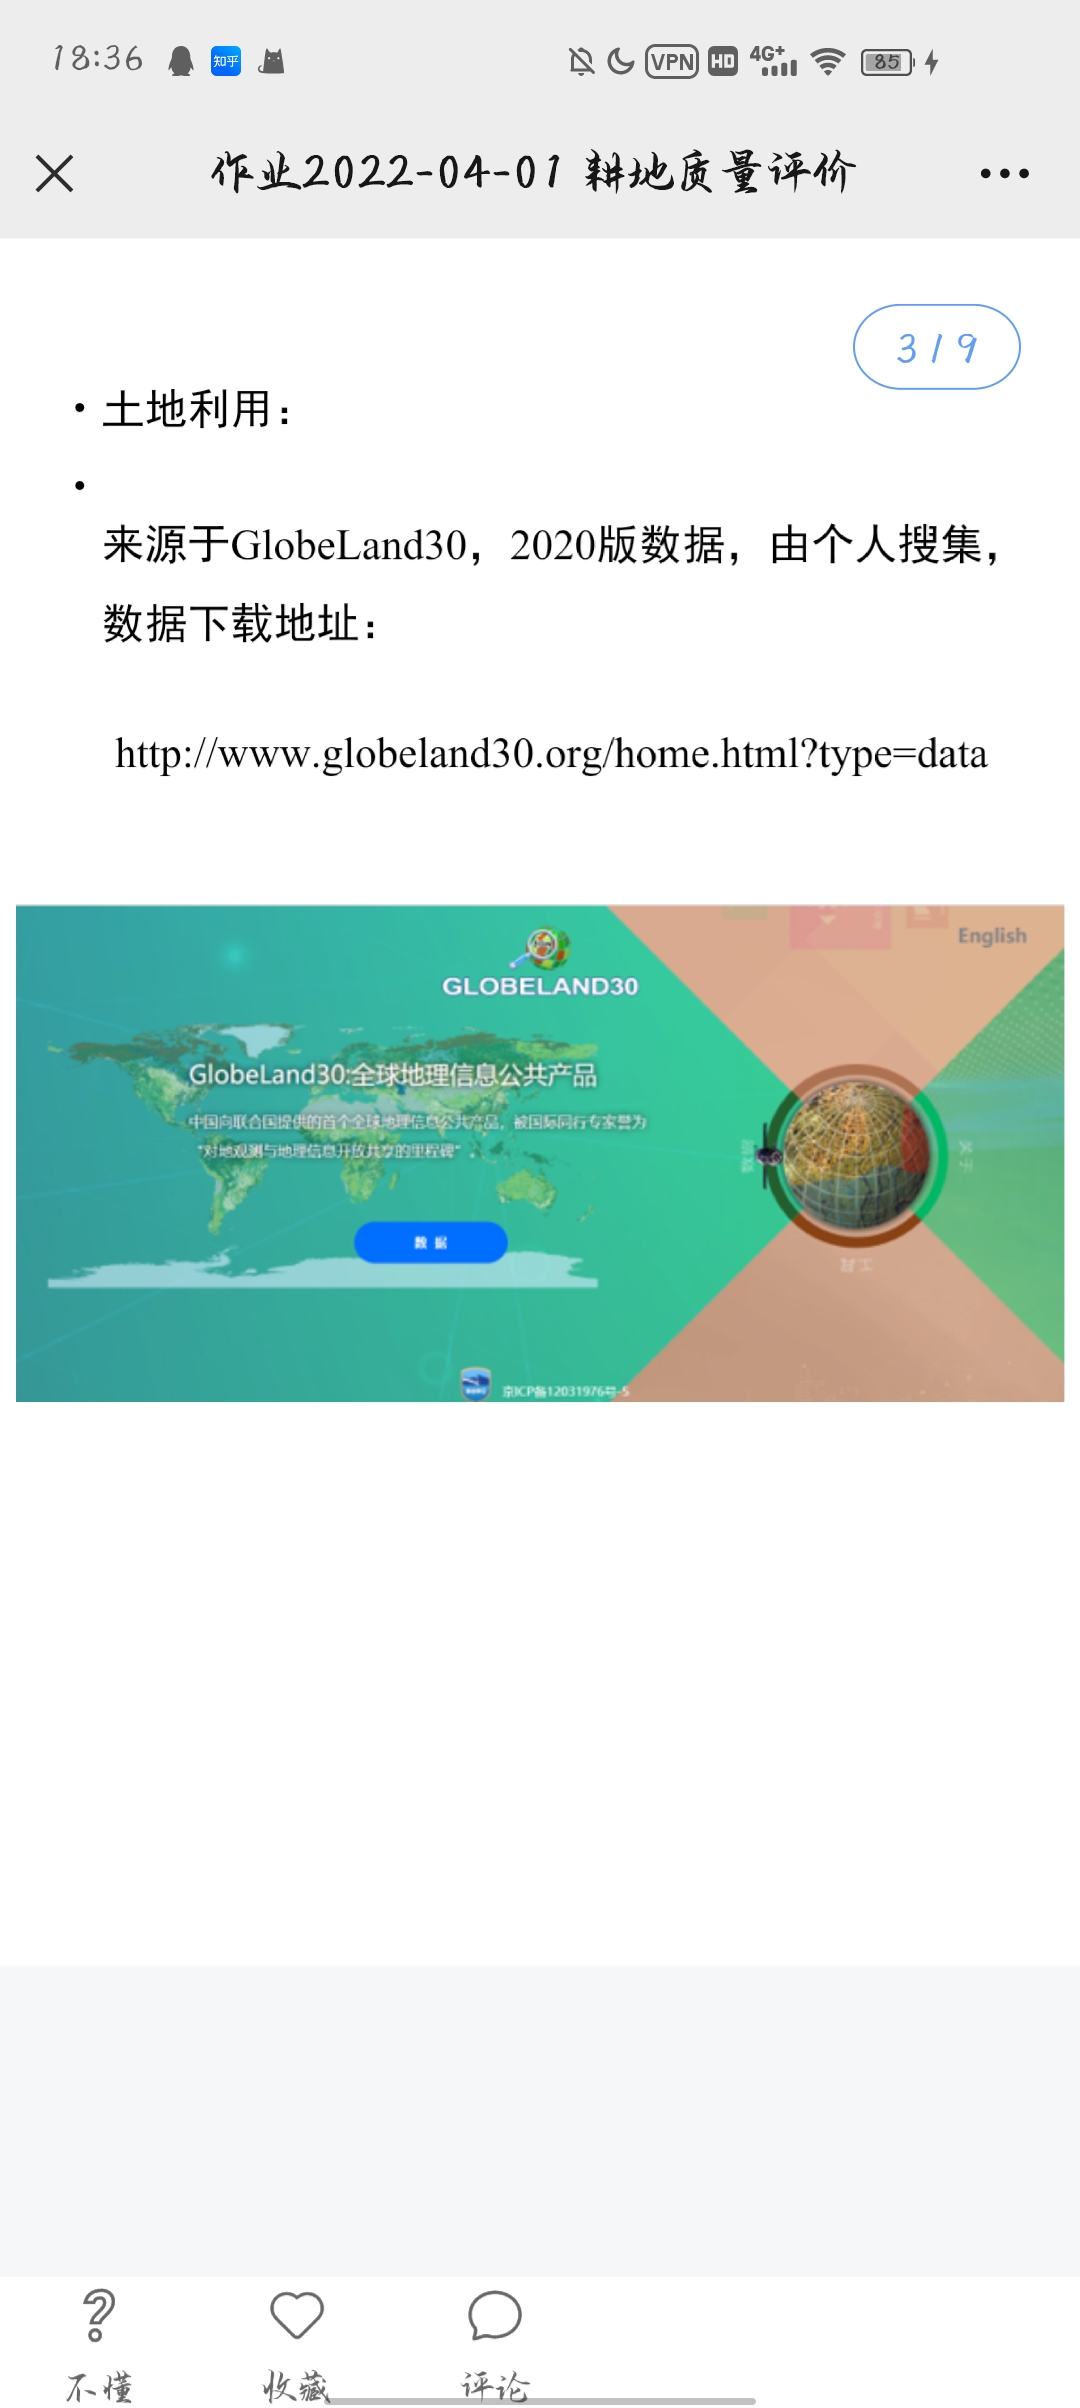 18:36
知乎
VPN
HD
4G+
85
作业2022-04-01 耕地质量评价
3 / 9
• 土地利用：
•
来源于GlobeLand30，2020版数据，由个人搜集，
数据下载地址：
http://www.globeland30.org/home.html?type=data
English
GLOBELAND30
GlobeLand30:全球地理信息公共产品
中国向联合国提供的首个全球地理信息公共产品，被国际同行专家誉为
“对地观测与地理信息开放共享的里程碑”。
关于
数据
工具
京ICP备12031976号-5
不懂
收藏
评论